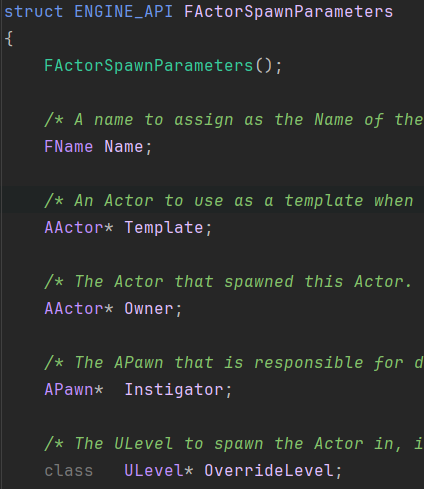 struct ENGINE_API FActorSpawnParameters
{
FActorSpawnParameters();
/* A name to assign as the Name of the
FName Name;
/* An Actor to use as a template when
AActor* Template;
/* The Actor that spawned this Actor.
AActor* Owner;
/* The APawn that is responsible for d
APawn*  Instigator;
/* The ULevel to spawn the Actor in, i
class   ULevel* OverrideLevel;